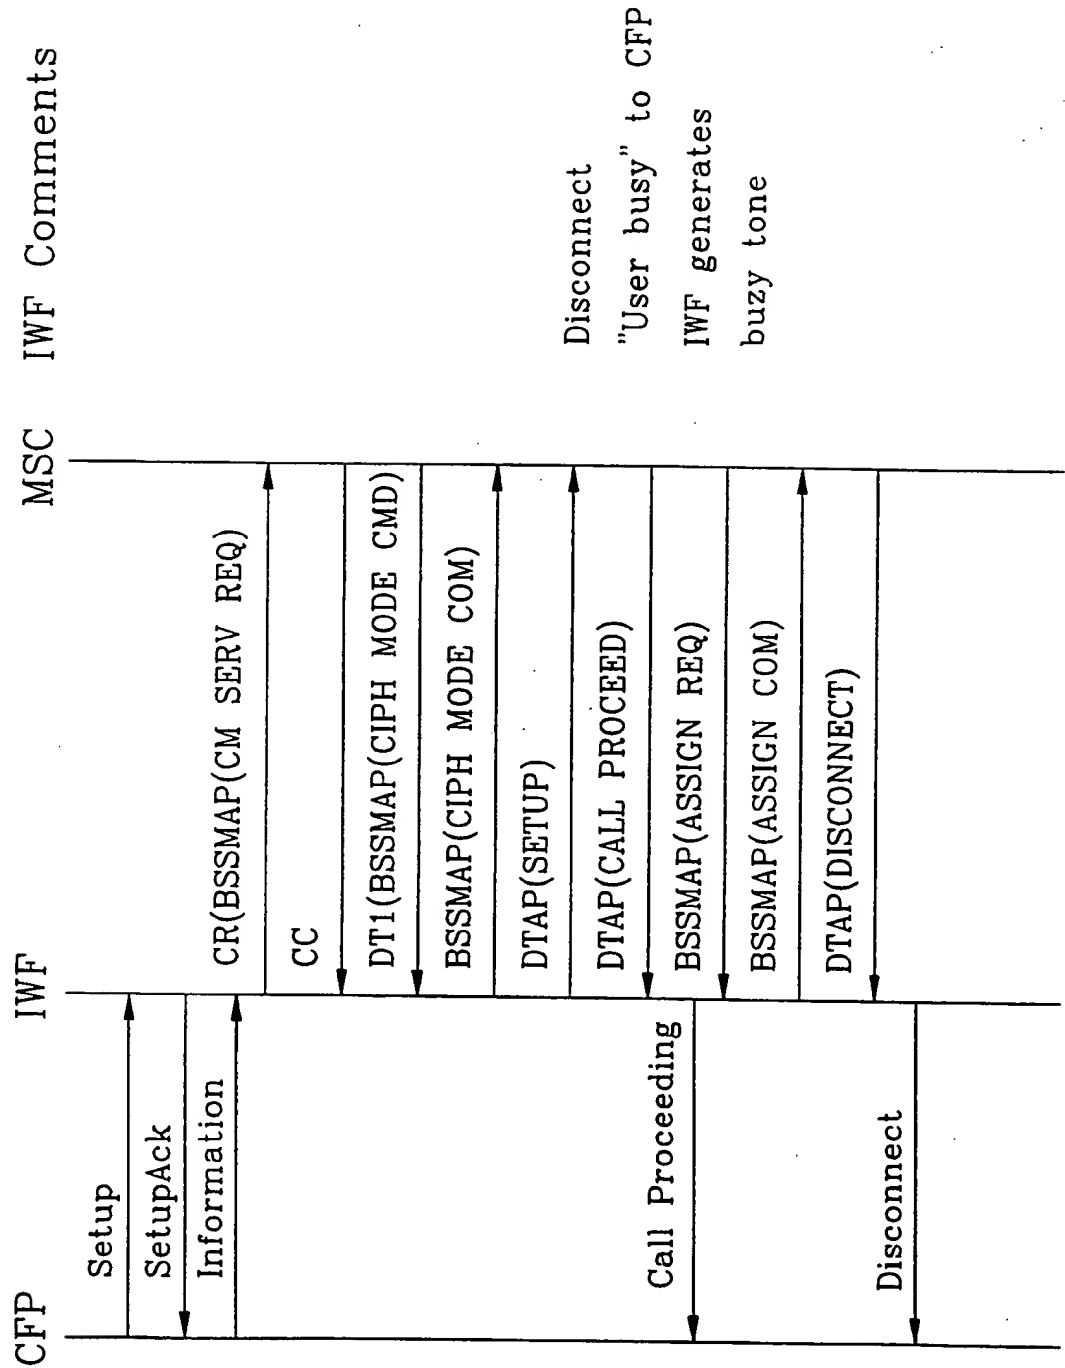 CFP
IWF
MSC
IWF Comments
Setup
SetupAck
Information
CR(BSSMAP(CM SERV REQ)
CC
DT1(BSSMAP(CIPH MODE CMD)
BSSMAP(CIPH MODE COM)
DTAP(SETUP)
DTAP(CALL PROCEED)
Call Proceeding
BSSMAP(ASSIGN REQ)
BSSMAP(ASSIGN COM)
DTAP(DISCONNECT)
Disconnect
Disconnect
"User busy" to CFP
IWF generates
buzy tone